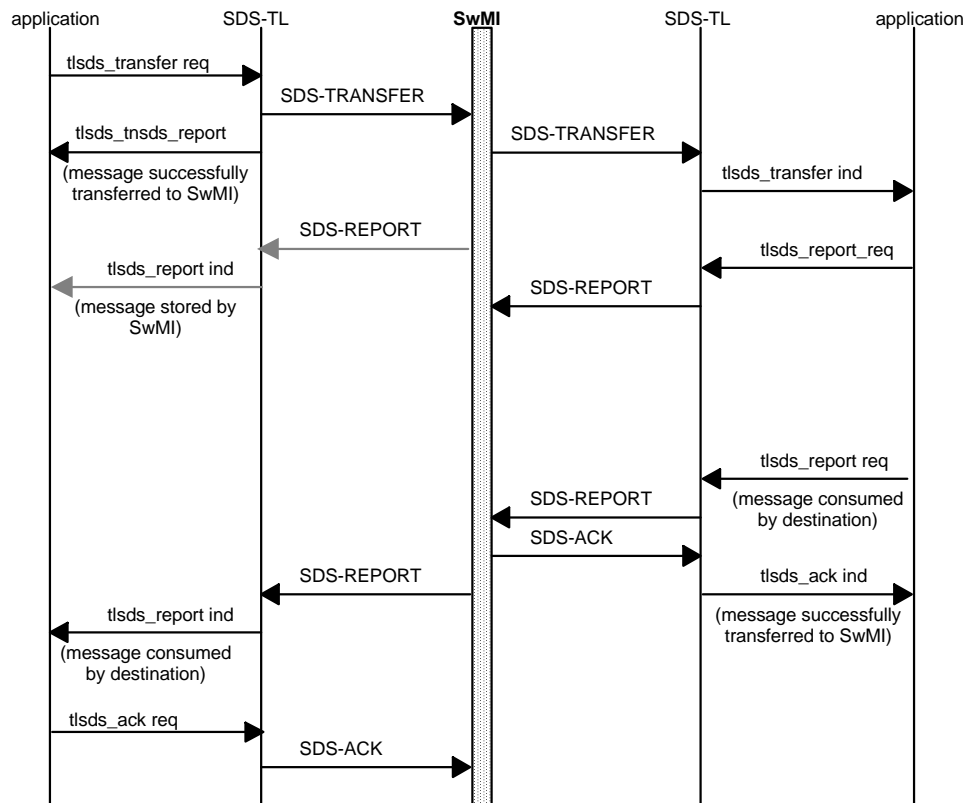 application
SDS-TL
SwMI
SDS-TL
application
tlsds_transfer req
SDS-TRANSFER
tlsds_tnsds_report
SDS-TRANSFER
(message successfully
transferred to SwMI)
tlsds_transfer ind
SDS-REPORT
tlsds_report_req
tlsds_report ind
SDS-REPORT
(message stored by
SwMI)
tlsds_report req
SDS-REPORT
(message consumed
by destination)
SDS-ACK
SDS-REPORT
tlsds_ack ind
tlsds_report ind
(message successfully
transferred to SwMI)
(message consumed
by destination)
tlsds_ack req
SDS-ACK